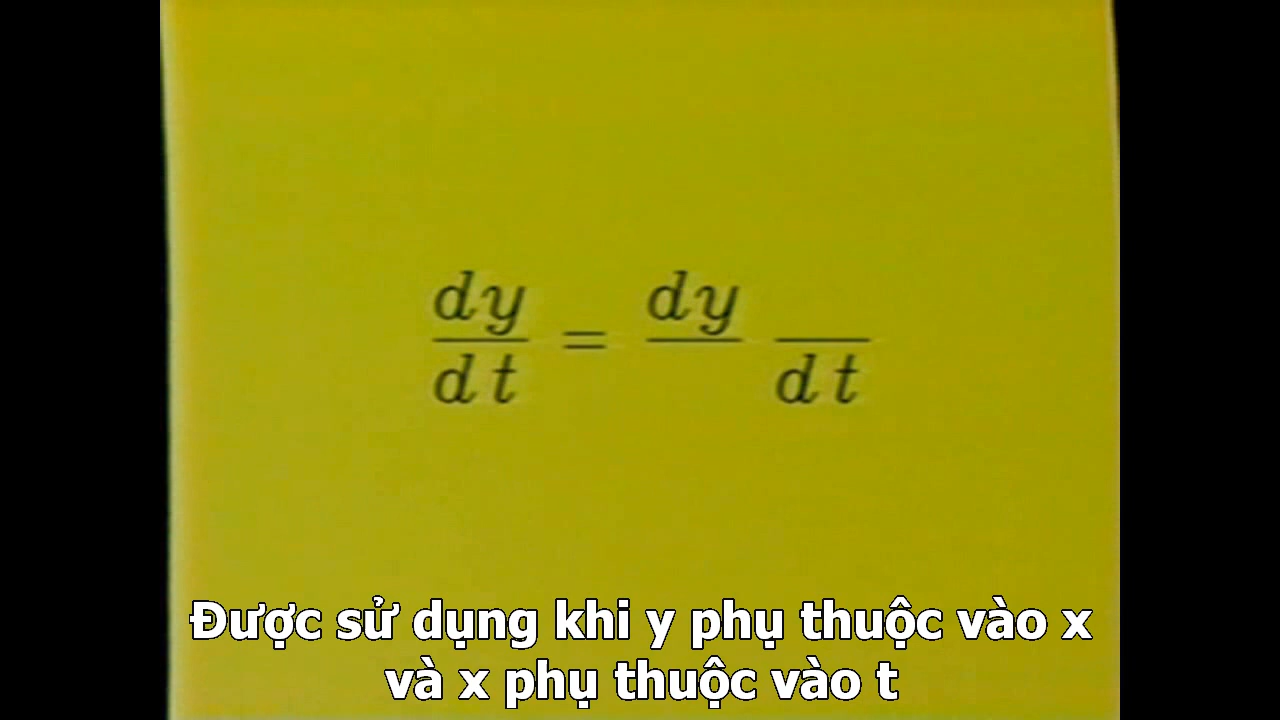 dy/dt = dy/ /dt
Được sử dụng khi y phụ thuộc vào x
và x phụ thuộc vào t